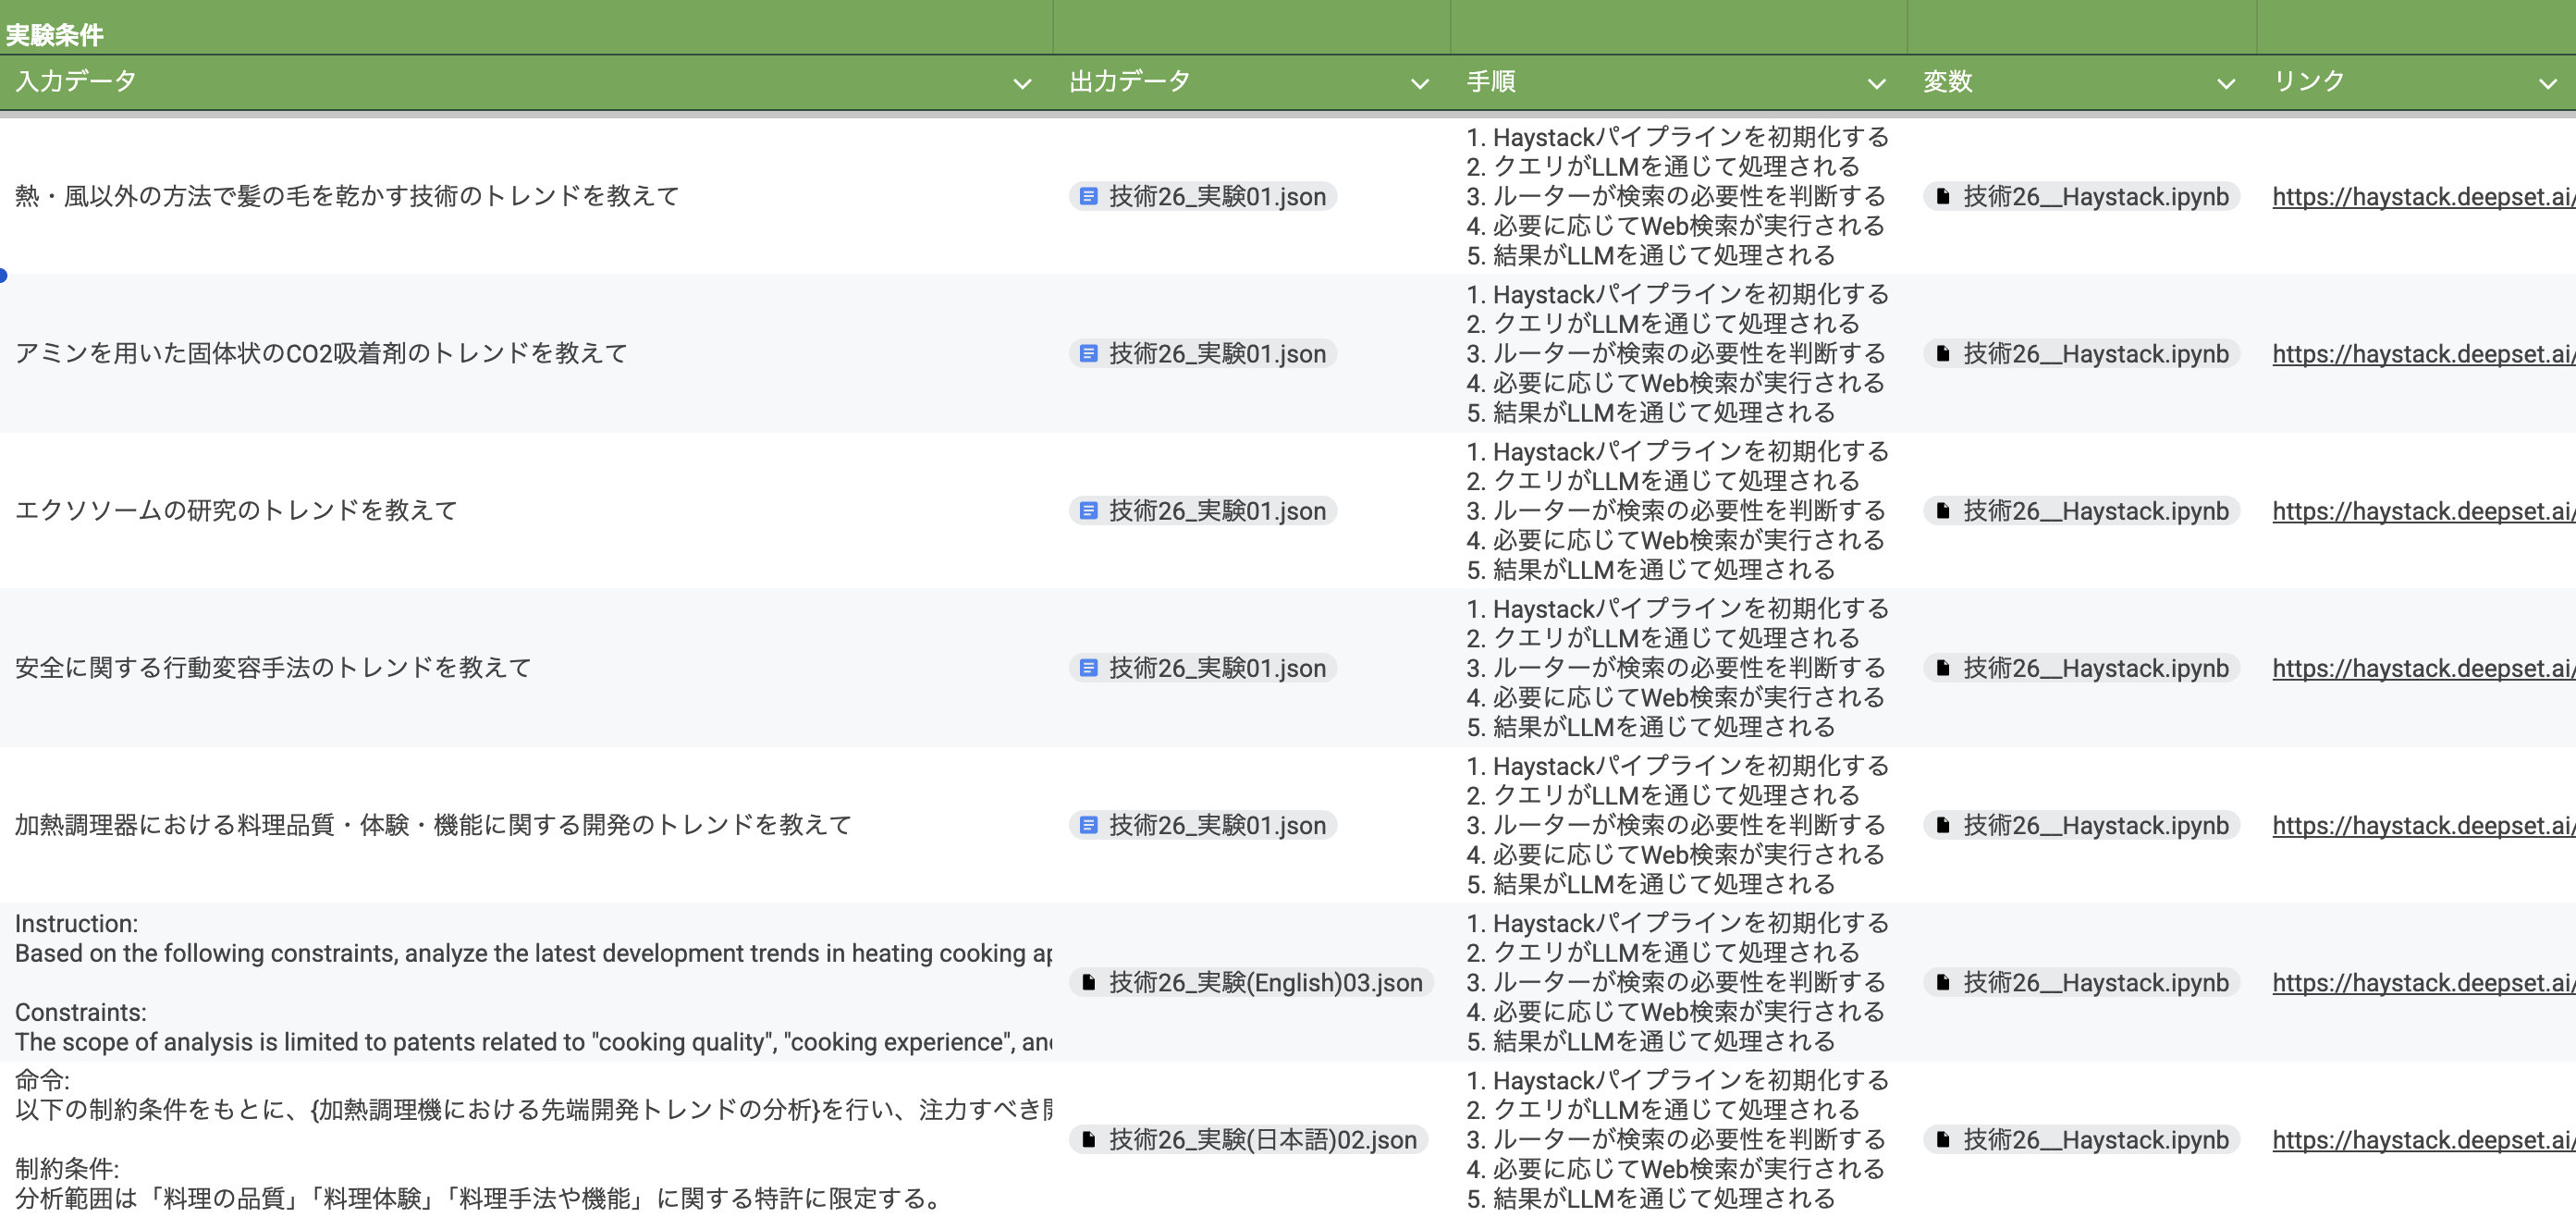 実験条件
入力データ
出力データ
手順
変数
リンク
熱・風以外の方法で髪の毛を乾かす技術のトレンドを教えて
技術26_実験01.json
1. Haystackパイプラインを初期化する
2. クエリがLLMを通じて処理される
3. ルーターが検索の必要性を判断する
4. 必要に応じてWeb検索が実行される
5. 結果がLLMを通じて処理される
技術26__Haystack.ipynb
https://haystack.deepset.ai/
アミンを用いた固体状のCO2吸着剤のトレンドを教えて
技術26_実験01.json
1. Haystackパイプラインを初期化する
2. クエリがLLMを通じて処理される
3. ルーターが検索の必要性を判断する
4. 必要に応じてWeb検索が実行される
5. 結果がLLMを通じて処理される
技術26__Haystack.ipynb
https://haystack.deepset.ai/
エクソソームの研究のトレンドを教えて
技術26_実験01.json
1. Haystackパイプラインを初期化する
2. クエリがLLMを通じて処理される
3. ルーターが検索の必要性を判断する
4. 必要に応じてWeb検索が実行される
5. 結果がLLMを通じて処理される
技術26__Haystack.ipynb
https://haystack.deepset.ai/
安全に関する行動変容手法のトレンドを教えて
技術26_実験01.json
1. Haystackパイプラインを初期化する
2. クエリがLLMを通じて処理される
3. ルーターが検索の必要性を判断する
4. 必要に応じてWeb検索が実行される
5. 結果がLLMを通じて処理される
技術26__Haystack.ipynb
https://haystack.deepset.ai/
加熱調理器における料理品質・体験・機能に関する開発のトレンドを教えて
技術26_実験01.json
1. Haystackパイプラインを初期化する
2. クエリがLLMを通じて処理される
3. ルーターが検索の必要性を判断する
4. 必要に応じてWeb検索が実行される
5. 結果がLLMを通じて処理される
技術26__Haystack.ipynb
https://haystack.deepset.ai/
Instruction:
Based on the following constraints, analyze the latest development trends in heating cooking
Constraints:
The scope of analysis is limited to patents related to "cooking quality", "cooking experience",
技術26_実験(English)03.json
1. Haystackパイプラインを初期化する
2. クエリがLLMを通じて処理される
3. ルーターが検索の必要性を判断する
4. 必要に応じてWeb検索が実行される
5. 結果がLLMを通じて処理される
技術26__Haystack.ipynb
https://haystack.deepset.ai/
命令:
以下の制約条件をもとに、{加熱調理機における先端開発トレンドの分析}を行い、注力すべき
制約条件:
分析範囲は「料理の品質」「料理体験」「料理手法や機能」に関する特許に限定する。
技術26_実験(日本語)02.json
1. Haystackパイプラインを初期化する
2. クエリがLLMを通じて処理される
3. ルーターが検索の必要性を判断する
4. 必要に応じてWeb検索が実行される
5. 結果がLLMを通じて処理される
技術26__Haystack.ipynb
https://haystack.deepset.ai/